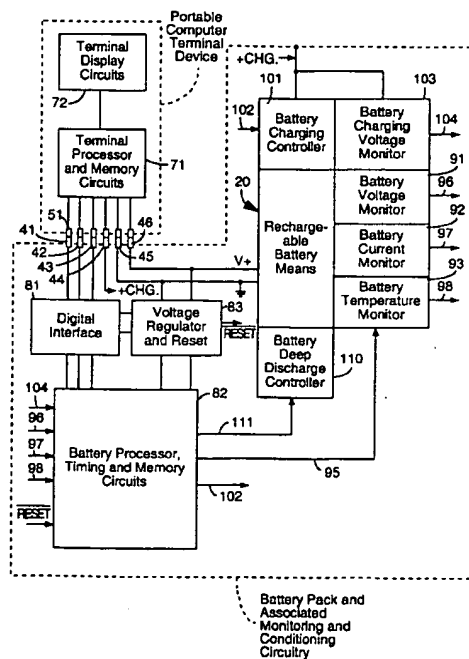 Portable
Computer
Terminal
Device
Terminal
Display
Circuits
72
Terminal
Processor
and Memory
Circuits
71
51
41
42
43
44
46
45
+CHG.
V+
81
Digital
Interface
Voltage
Regulator
and Reset
83
RESET
82
Battery Processor,
Timing and Memory
Circuits
104
96
97
98
RESET
111
95
102
+CHG.
101
103
102
Battery
Charging
Controller
Battery
Charging
Voltage
Monitor
104
91
Battery
Voltage
Monitor
96
92
20
Recharge-
able
Battery
Means
Battery
Current
Monitor
97
93
Battery
Temperature
Monitor
98
Battery
Deep
Discharge
Controller
110
Battery Pack and
Associated
Monitoring and
Conditioning
Circuitry